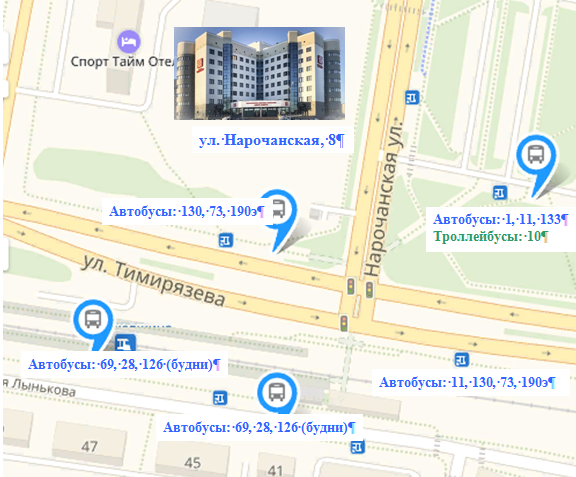 Спорт Тайм Оте
ул.·Нарочанская,·8¶
Нарочанская ул.
Автобусы:·130,·73,·190э¶
Автобусы:·1,·11,·133¶
Троллейбусы:·10¶
ул. Тимирязева
Автобусы:·69,·28,·126·(будни)¶
Автобусы:·11,·130,·73,·190э¶
я Лынькова
Автобусы:·69,·28,·126·(будни)¶
47
45
41